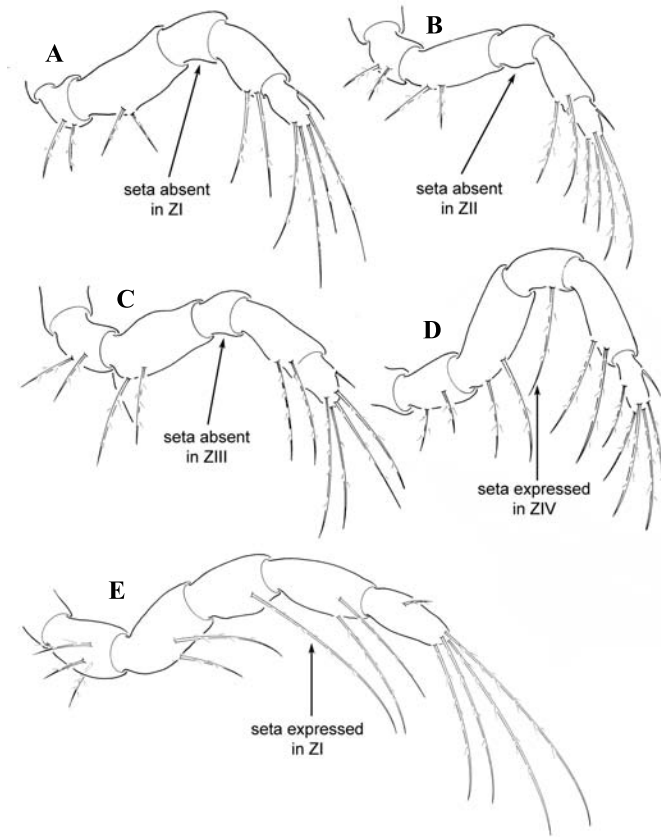 A
B
seta absent
in ZI
seta absent
in ZII
C
D
seta absent
in ZIII
seta expressed
in ZIV
E
seta expressed
in ZI